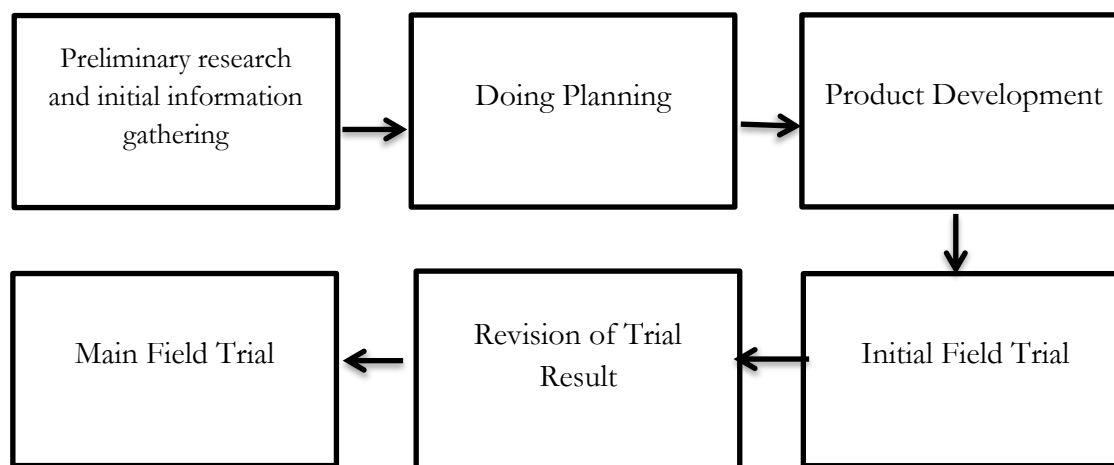 Preliminary research
and initial information
gathering
Doing Planning
Product Development
Main Field Trial
Revision of Trial
Result
Initial Field Trial